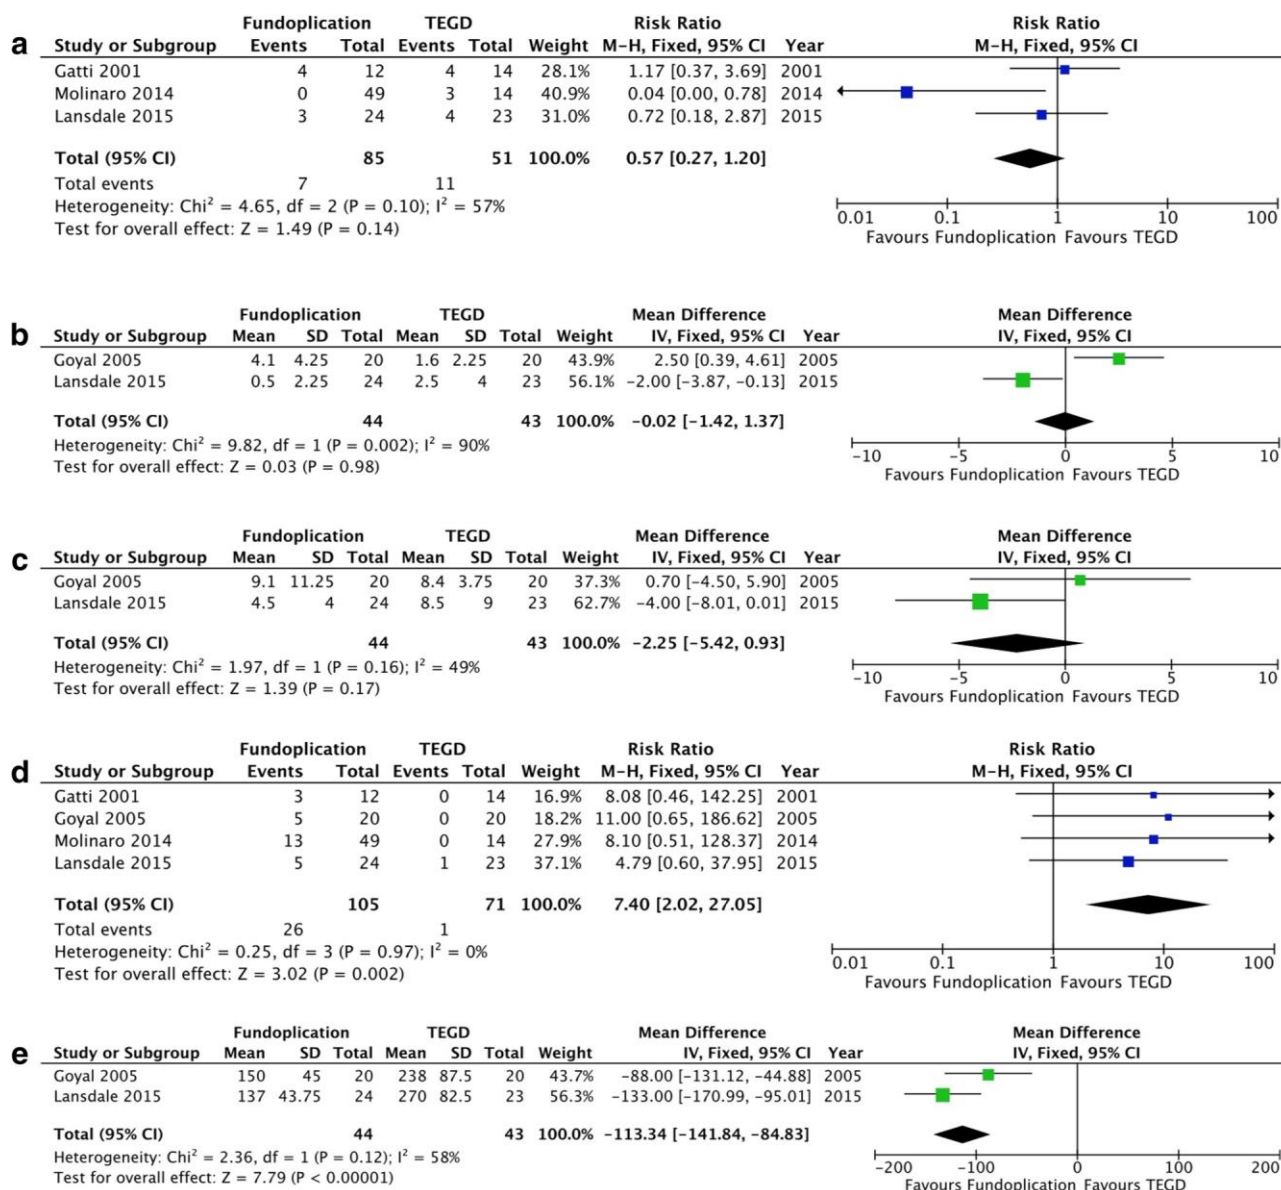 a
Fundoplication TEGD Risk Ratio Risk Ratio
Study or Subgroup Events Total Events Total Weight M-H, Fixed, 95% CI Year M-H, Fixed, 95% CI
Gatti 2001 4 12 4 14 28.1% 1.17 [0.37, 3.69] 2001
Molinaro 2014 0 49 3 14 40.9% 0.04 [0.00, 0.78] 2014
Lansdale 2015 3 24 4 23 31.0% 0.72 [0.18, 2.87] 2015
Total (95% CI) 85 51 100.0% 0.57 [0.27, 1.20]
Total events 7 11
Heterogeneity: Chi² = 4.65, df = 2 (P = 0.10); I² = 57%
Test for overall effect: Z = 1.49 (P = 0.14)
0.01 0.1 1 10 100
Favours Fundoplication Favours TEGD
b
Fundoplication TEGD Mean Difference Mean Difference
Study or Subgroup Mean SD Total Mean SD Total Weight IV, Fixed, 95% CI Year IV, Fixed, 95% CI
Goyal 2005 4.1 4.25 20 1.6 2.25 20 43.9% 2.50 [0.39, 4.61] 2005
Lansdale 2015 0.5 2.25 24 2.5 4 23 56.1% −2.00 [−3.87, −0.13] 2015
Total (95% CI) 44 43 100.0% −0.02 [−1.42, 1.37]
Heterogeneity: Chi² = 9.82, df = 1 (P = 0.002); I² = 90%
Test for overall effect: Z = 0.03 (P = 0.98)
−10 −5 0 5 10
Favours Fundoplication Favours TEGD
c
Fundoplication TEGD Mean Difference Mean Difference
Study or Subgroup Mean SD Total Mean SD Total Weight IV, Fixed, 95% CI Year IV, Fixed, 95% CI
Goyal 2005 9.1 11.25 20 8.4 3.75 20 37.3% 0.70 [−4.50, 5.90] 2005
Lansdale 2015 4.5 4 24 8.5 9 23 62.7% −4.00 [−8.01, 0.01] 2015
Total (95% CI) 44 43 100.0% −2.25 [−5.42, 0.93]
Heterogeneity: Chi² = 1.97, df = 1 (P = 0.16); I² = 49%
Test for overall effect: Z = 1.39 (P = 0.17)
−10 −5 0 5 10
Favours Fundoplication Favours TEGD
d
Fundoplication TEGD Risk Ratio Risk Ratio
Study or Subgroup Events Total Events Total Weight M-H, Fixed, 95% CI Year M-H, Fixed, 95% CI
Gatti 2001 3 12 0 14 16.9% 8.08 [0.46, 142.25] 2001
Goyal 2005 5 20 0 20 18.2% 11.00 [0.65, 186.62] 2005
Molinaro 2014 13 49 0 14 27.9% 8.10 [0.51, 128.37] 2014
Lansdale 2015 5 24 1 23 37.1% 4.79 [0.60, 37.95] 2015
Total (95% CI) 105 71 100.0% 7.40 [2.02, 27.05]
Total events 26 1
Heterogeneity: Chi² = 0.25, df = 3 (P = 0.97); I² = 0%
Test for overall effect: Z = 3.02 (P = 0.002)
0.01 0.1 1 10 100
Favours Fundoplication Favours TEGD
e
Fundoplication TEGD Mean Difference Mean Difference
Study or Subgroup Mean SD Total Mean SD Total Weight IV, Fixed, 95% CI Year IV, Fixed, 95% CI
Goyal 2005 150 45 20 238 87.5 20 43.7% −88.00 [−131.12, −44.88] 2005
Lansdale 2015 137 43.75 24 270 82.5 23 56.3% −133.00 [−170.99, −95.01] 2015
Total (95% CI) 44 43 100.0% −113.34 [−141.84, −84.83]
Heterogeneity: Chi² = 2.36, df = 1 (P = 0.12); I² = 58%
Test for overall effect: Z = 7.79 (P < 0.00001)
−200 −100 0 100 200
Favours Fundoplication Favours TEGD